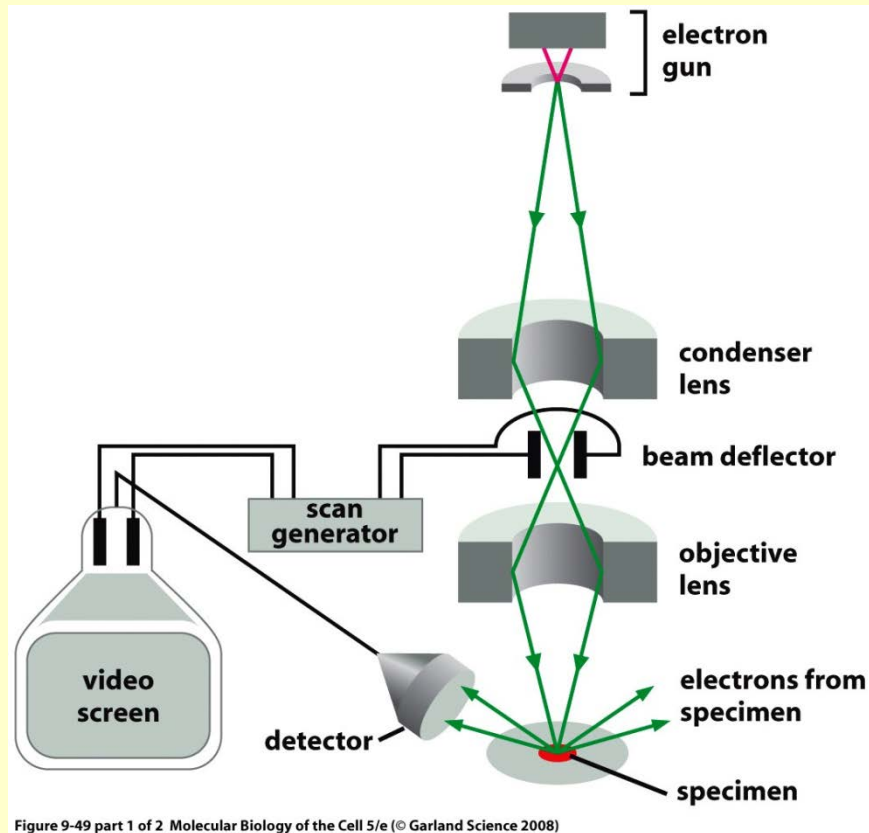 electron
gun
condenser
lens
beam deflector
scan
generator
objective
lens
video
screen
detector
electrons from
specimen
specimen
Figure 9-49 part 1 of 2 Molecular Biology of the Cell 5/e (© Garland Science 2008)